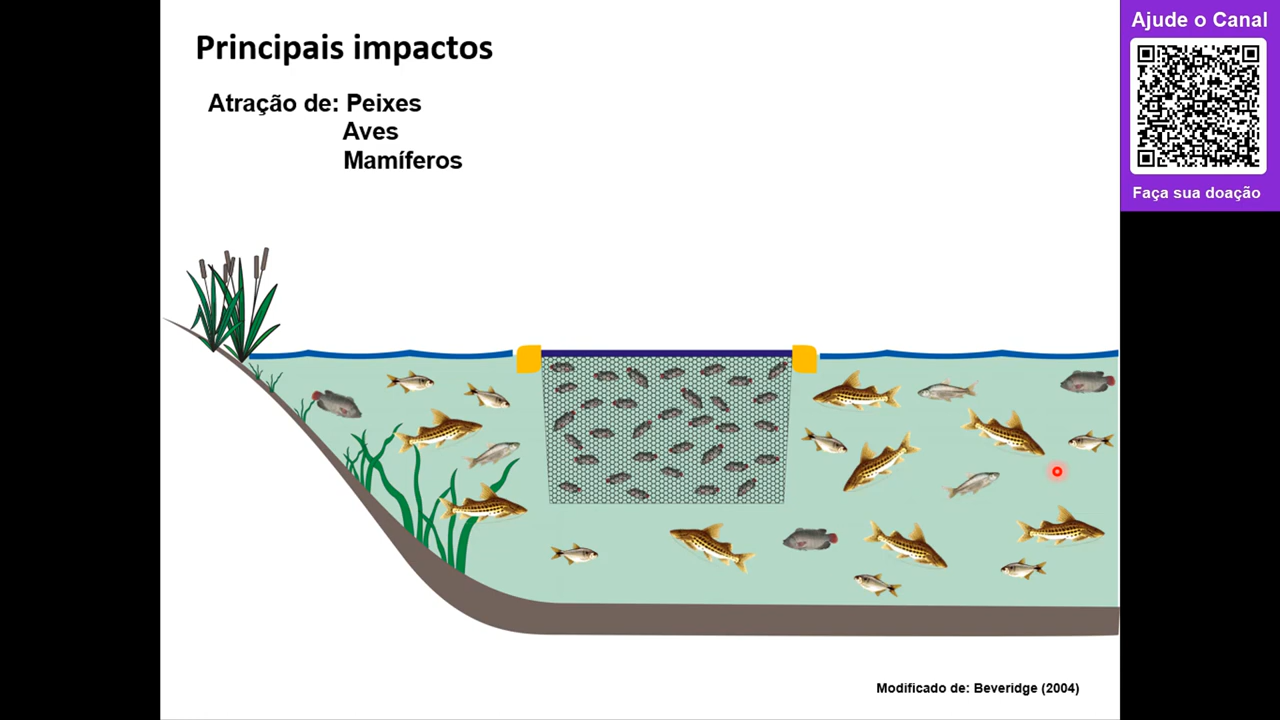 Principais impactos
Atração de: Peixes
Aves
Mamíferos
Modificado de: Beveridge (2004)
Ajude o Canal
Faça sua doação